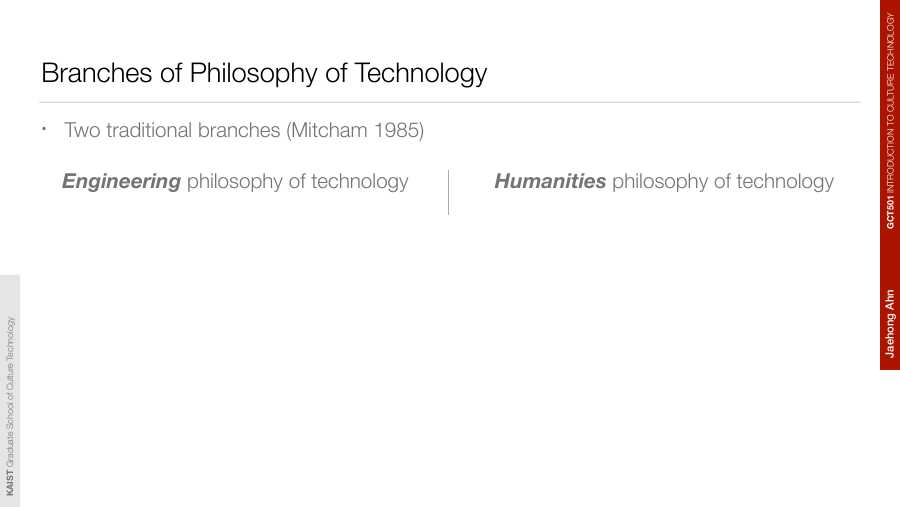 Branches of Philosophy of Technology
• Two traditional branches (Mitcham 1985)
Engineering philosophy of technology
Humanities philosophy of technology
GCT501 INTRODUCTION TO CULTURE TECHNOLOGY
Jaehong Ahn
KAIST Graduate School of Culture Technology